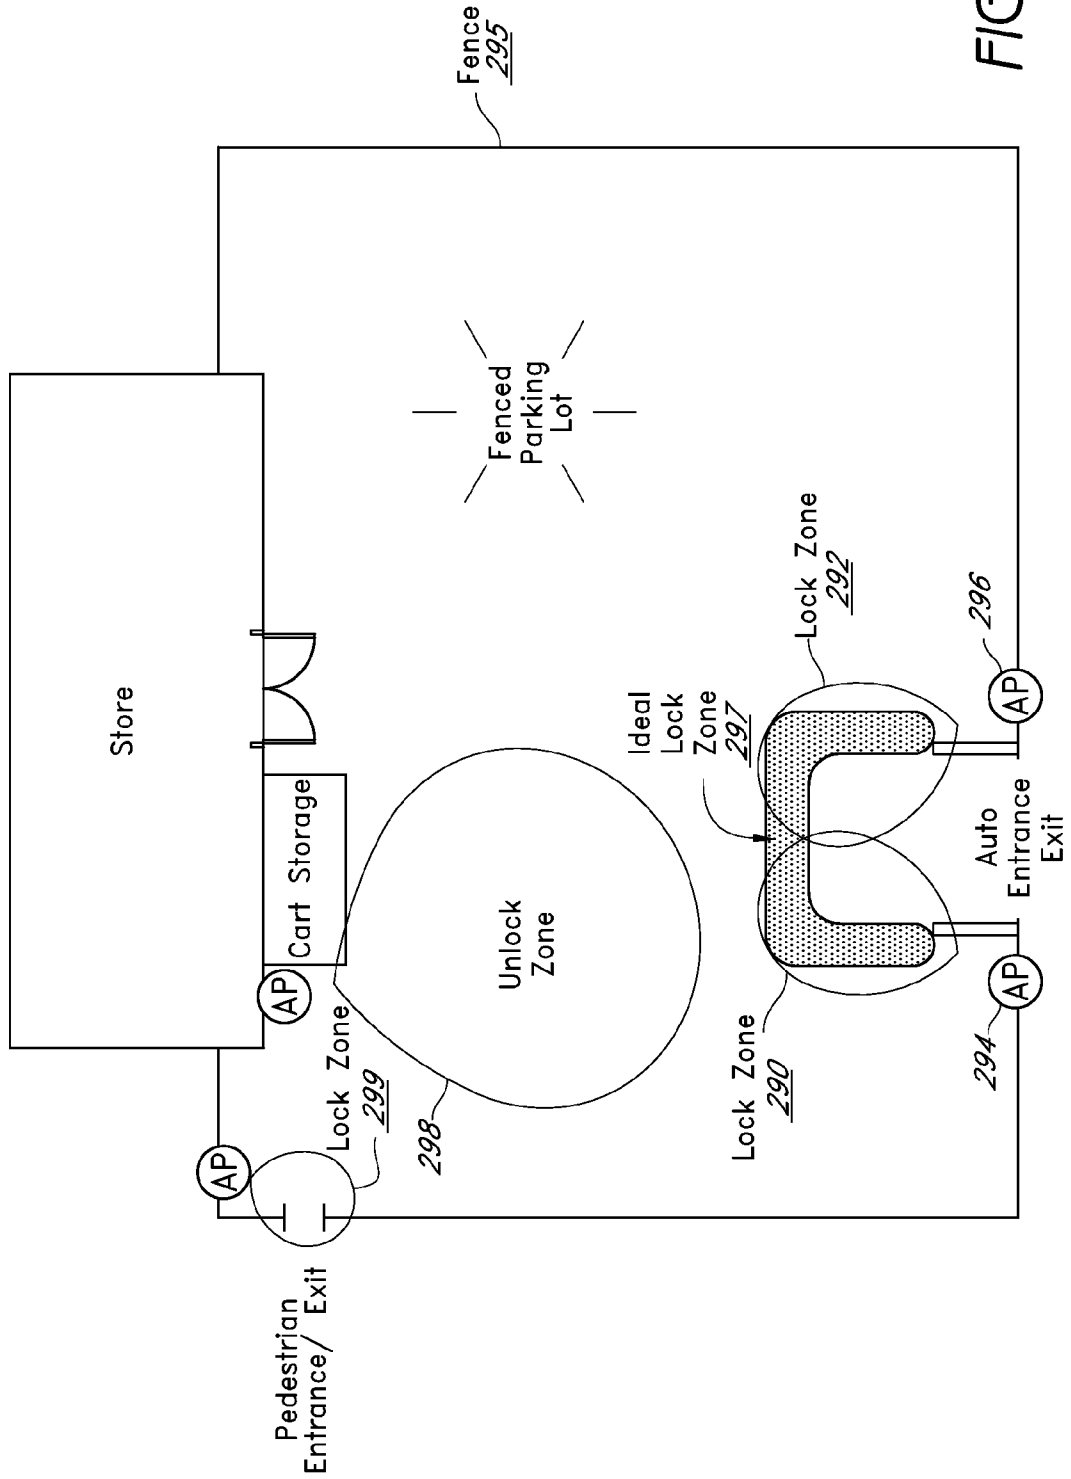 FIG
Fence
295
Store
Fenced
Parking
Lot
Lock Zone
292
296
AP
Ideal
Lock
Zone
297
Cart Storage
Auto
Entrance
Exit
Unlock
Zone
AP
AP
294
Lock Zone
290
Lock Zone
299
298
AP
Pedestrian
Entrance/ Exit